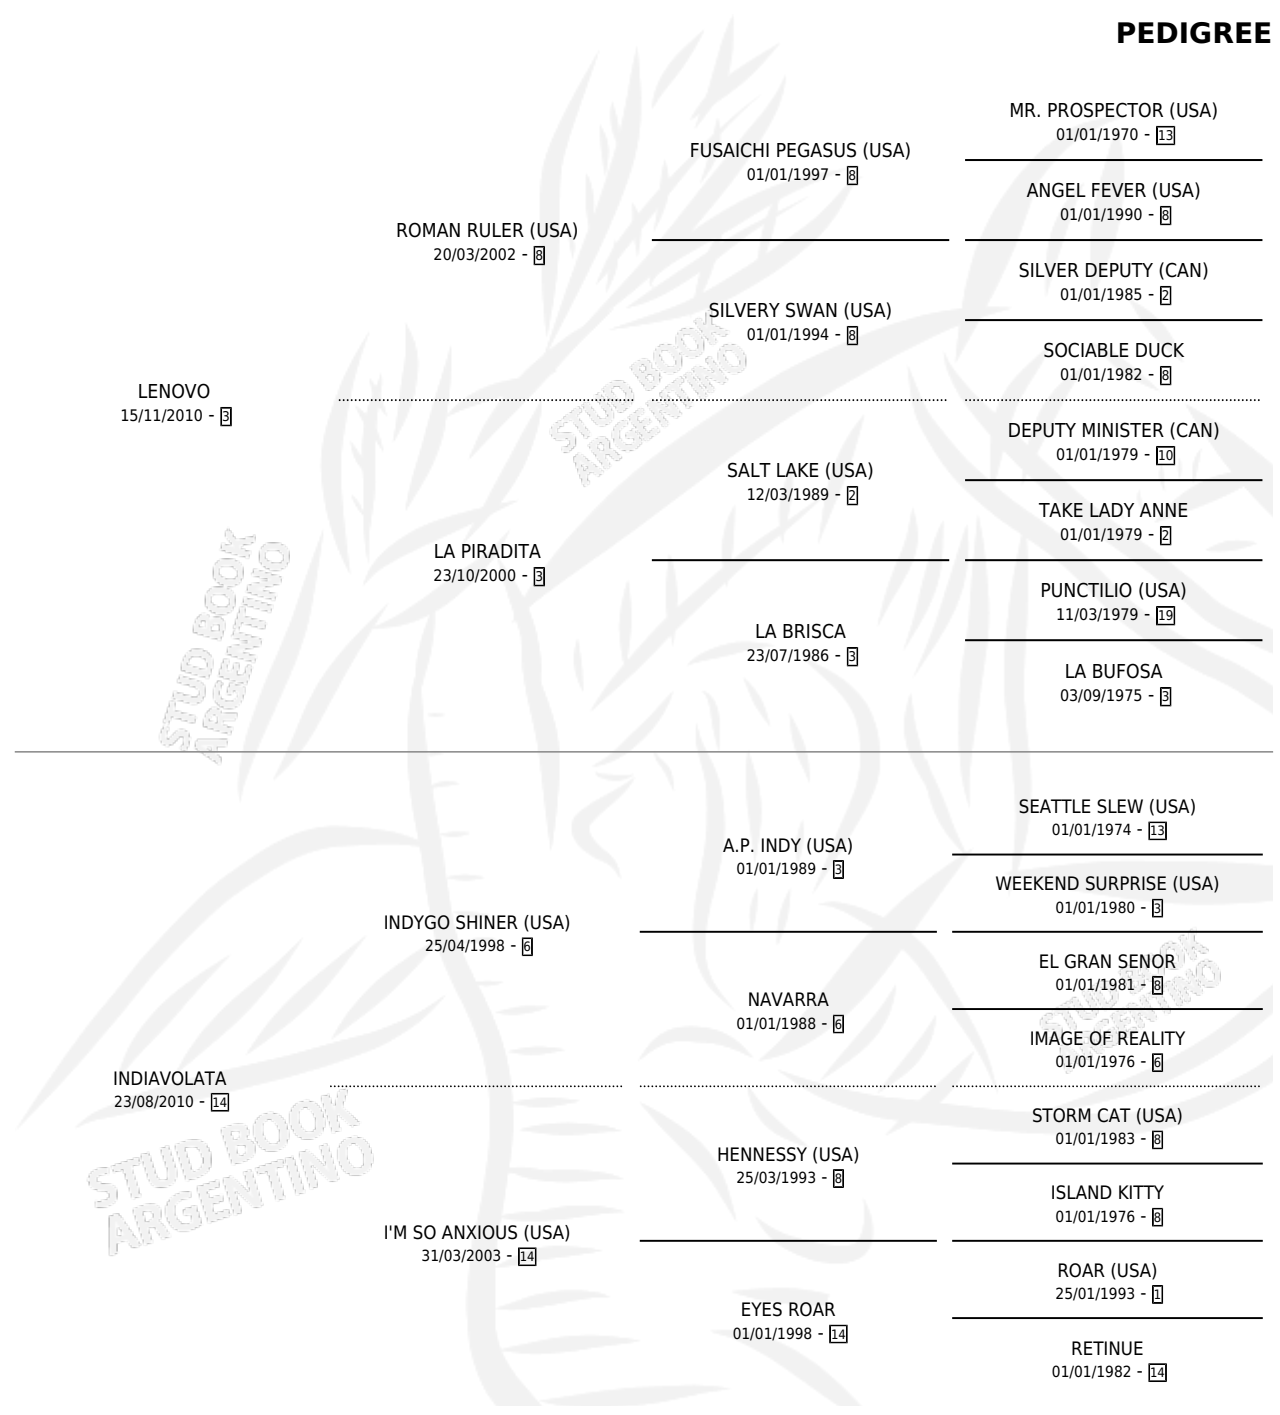 PEDIGREE
MR. PROSPECTOR (USA)
01/01/1970 - 13
FUSAICHI PEGASUS (USA)
01/01/1997 - 8
ANGEL FEVER (USA)
01/01/1990 - 8
ROMAN RULER (USA)
20/03/2002 - 8
SILVER DEPUTY (CAN)
01/01/1985 - 2
SILVERY SWAN (USA)
01/01/1994 - 8
SOCIABLE DUCK
01/01/1982 - 8
LENOVO
15/11/2010 - 3
STUD BOOK
ARGENTINO
DEPUTY MINISTER (CAN)
01/01/1979 - 10
SALT LAKE (USA)
12/03/1989 - 2
TAKE LADY ANNE
01/01/1979 - 2
LA PIRADITA
23/10/2000 - 3
PUNCTILIO (USA)
11/03/1979 - 19
LA BRISCA
23/07/1986 - 3
LA BUFOSA
03/09/1975 - 3
STUD BOOK
ARGENTINO
SEATTLE SLEW (USA)
01/01/1974 - 13
A.P. INDY (USA)
01/01/1989 - 3
WEEKEND SURPRISE (USA)
01/01/1980 - 3
INDYGO SHINER (USA)
25/04/1998 - 6
EL GRAN SENOR
01/01/1981 - 8
NAVARRA
01/01/1988 - 6
STUD BOOK
ARGENTINO
IMAGE OF REALITY
01/01/1976 - 6
INDIAVOLATA
23/08/2010 - 14
STUD BOOK
ARGENTINO
STORM CAT (USA)
01/01/1983 - 8
HENNESSY (USA)
25/03/1993 - 8
ISLAND KITTY
01/01/1976 - 8
I'M SO ANXIOUS (USA)
31/03/2003 - 14
ROAR (USA)
25/01/1993 - 1
EYES ROAR
01/01/1998 - 14
RETINUE
01/01/1982 - 14